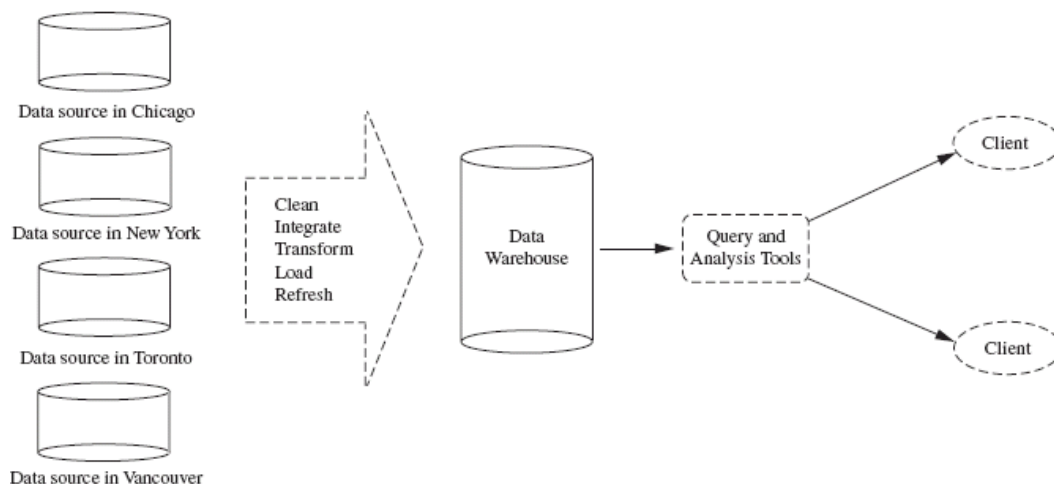 Data source in Chicago
Data source in New York
Data source in Toronto
Data source in Vancouver
Clean
Integrate
Transform
Load
Refresh
Data
Warehouse
Query and
Analysis Tools
Client
Client